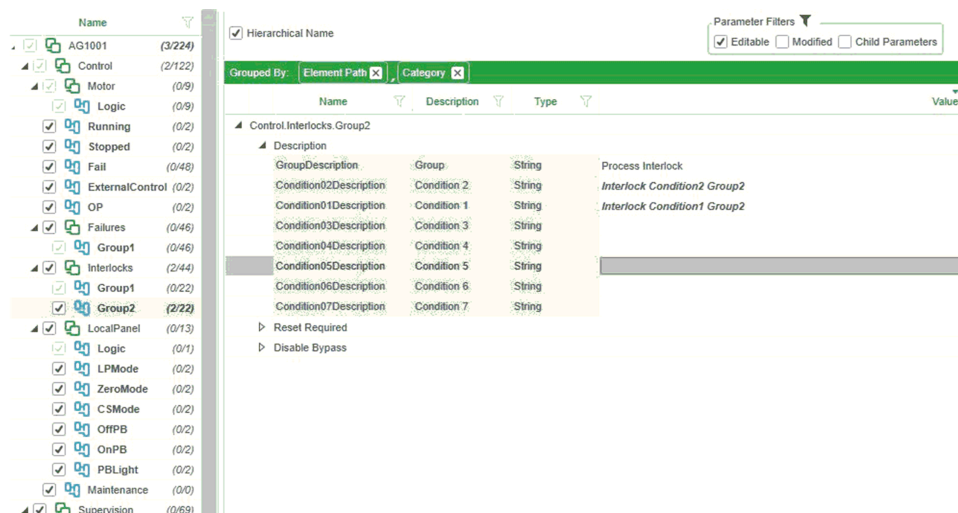 Name
AG1001 (3/224)
Control (2/122)
Motor (0/9)
Logic (0/9)
Running (0/2)
Stopped (0/2)
Fail (0/48)
ExternalControl (0/2)
OP (0/2)
Failures (0/46)
Group1 (0/46)
Interlocks (2/44)
Group1 (0/22)
Group2 (2/22)
LocalPanel (0/13)
Logic (0/1)
LPMode (0/2)
ZeroMode (0/2)
CSMode (0/2)
OffPB (0/2)
OnPB (0/2)
PBLight (0/2)
Maintenance (0/0)
Supervision (0/69)
Hierarchical Name
Parameter Filters
Editable Modified Child Parameters
Grouped By: Element Path , Category
Name Description Type Value
Control.Interlocks.Group2
Description
GroupDescription Group String Process Interlock
Condition02Description Condition 2 String Interlock Condition2 Group2
Condition01Description Condition 1 String Interlock Condition1 Group2
Condition03Description Condition 3 String
Condition04Description Condition 4 String
Condition05Description Condition 5 String
Condition06Description Condition 6 String
Condition07Description Condition 7 String
Reset Required
Disable Bypass